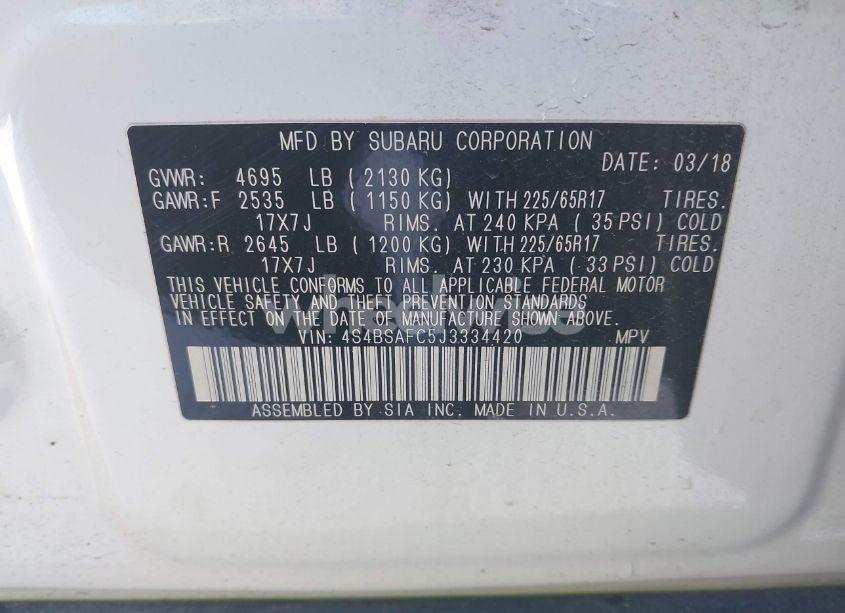 MFD BY SUBARU CORPORATION
DATE: 03/18
GVWR: 4695 LB ( 2130 KG)
GAWR:F 2535 LB ( 1150 KG) WITH 225/65R17 TIRES.
17X7J RIMS. AT 240 KPA ( 35 PSI) COLD
GAWR:R 2645 LB ( 1200 KG) WITH 225/65R17 TIRES.
17X7J RIMS. AT 230 KPA ( 33 PSI) COLD
THIS VEHICLE CONFORMS TO ALL APPLICABLE FEDERAL MOTOR
VEHICLE SAFETY AND THEFT PREVENTION STANDARDS
IN EFFECT ON THE DATE OF MANUFACTURE SHOWN ABOVE.
VIN: 4S4BSAFC5J3334420 MPV
ASSEMBLED BY SIA INC. MADE IN U.S.A.